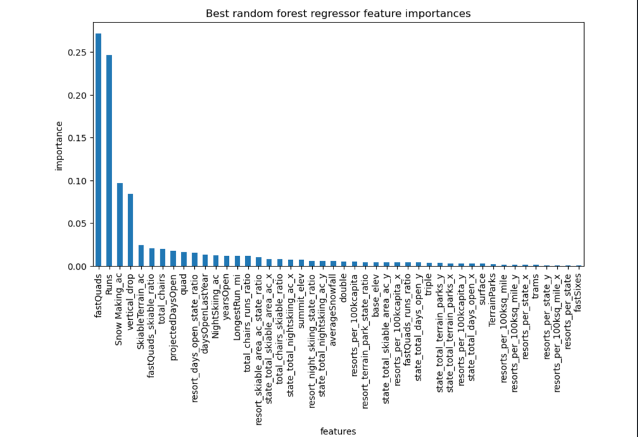 Best random forest regressor feature importances
importance
0.25
0.20
0.15
0.10
0.05
0.00
fastQuads
Runs
Snow Making_ac
vertical_drop
SkiableTerrain_ac
fastQuads_skiable_ratio
total_chairs
projectedDaysOpen
quad
resort_days_open_state_ratio
daysOpenLastYear
NightSkiing_ac
yearsOpen
LongestRun_mi
total_chairs_runs_ratio
resort_skiable_area_ac_state_ratio
state_total_skiable_area_ac_x
total_chairs_skiable_ratio
state_total_nightskiing_ac_x
summit_elev
resort_night_skiing_state_ratio
state_total_nightskiing_ac_y
averageSnowfall
double
resorts_per_100kcapita
resort_terrain_park_state_ratio
base_elev
state_total_skiable_area_ac_y
resorts_per_100kcapita_x
fastQuads_runs_ratio
state_total_days_open_y
triple
state_total_terrain_parks_y
state_total_terrain_parks_x
resorts_per_100kcapita_y
state_total_days_open_x
surface
TerrainParks
resorts_per_100ksq_mile
resorts_per_100ksq_mile_y
resorts_per_state_x
trams
resorts_per_state_y
resorts_per_100ksq_mile_x
resorts_per_state
fastSixes
features